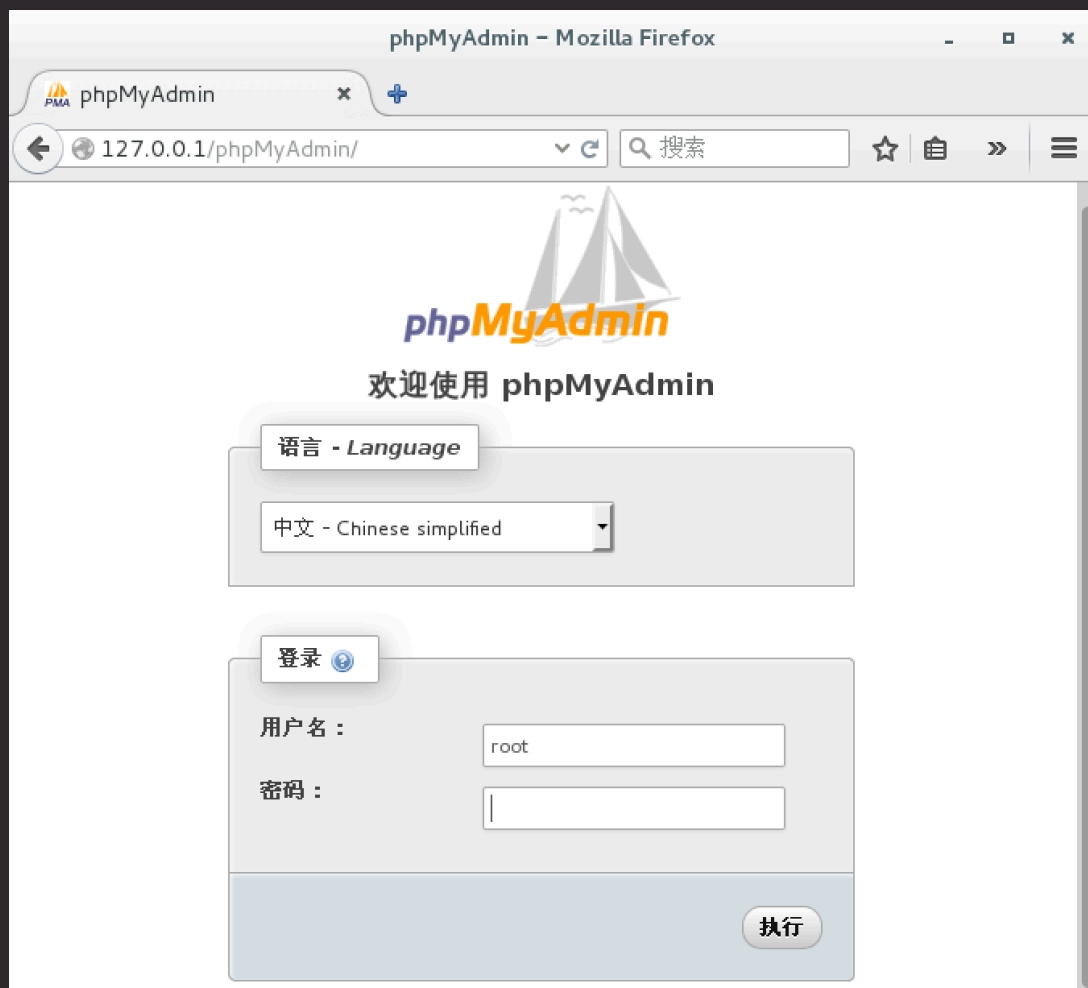 phpMyAdmin - Mozilla Firefox
PMA phpMyAdmin
127.0.0.1/phpMyAdmin/ 搜索
phpMyAdmin
欢迎使用 phpMyAdmin
语言 - Language
中文 - Chinese simplified
登录
用户名：
root
密码：
执行